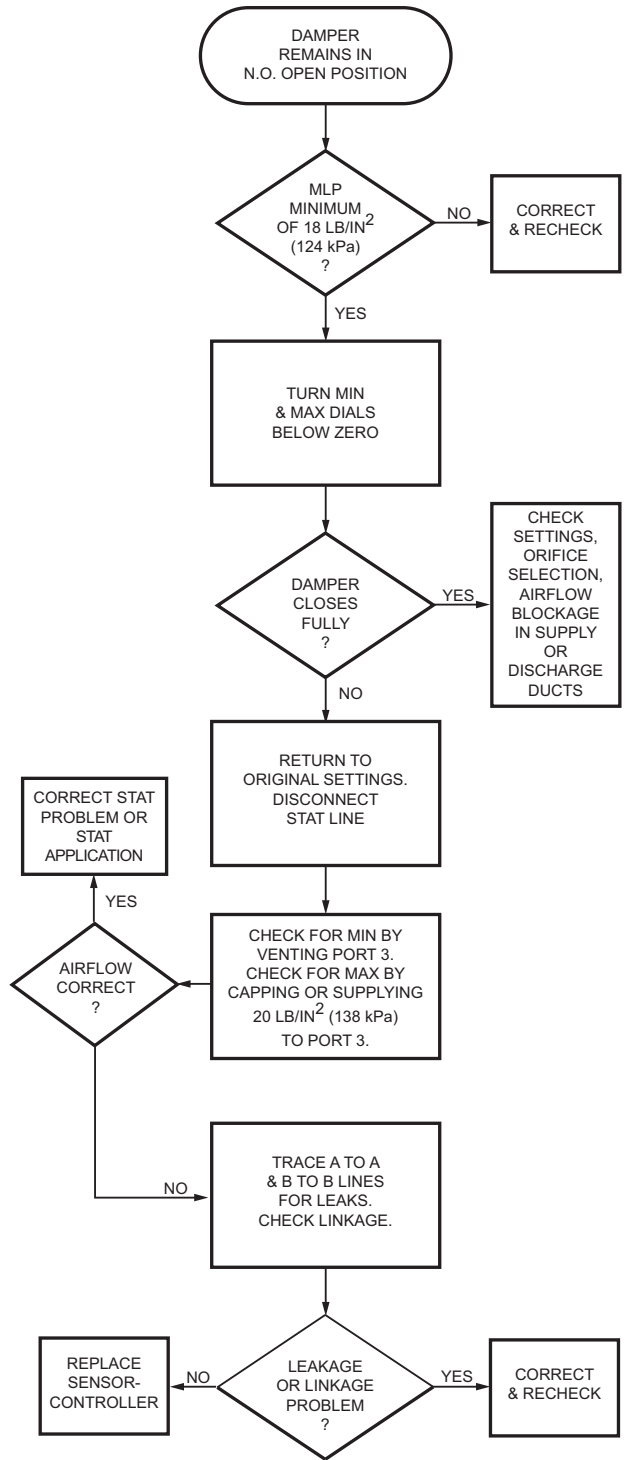 DAMPER
REMAINS IN
N.O. OPEN POSITION
MLP
MINIMUM
OF 18 LB/IN²
(124 kPa)
?
NO
CORRECT
& RECHECK
YES
TURN MIN
& MAX DIALS
BELOW ZERO
DAMPER
CLOSES
FULLY
?
YES
CHECK
SETTINGS,
ORIFICE
SELECTION,
AIRFLOW
BLOCKAGE
IN SUPPLY
OR
DISCHARGE
DUCTS
NO
RETURN TO
ORIGINAL SETTINGS.
DISCONNECT
STAT LINE
CHECK FOR MIN BY
VENTING PORT 3.
CHECK FOR MAX BY
CAPPING OR SUPPLYING
20 LB/IN² (138 kPa)
TO PORT 3.
AIRFLOW
CORRECT
?
YES
CORRECT STAT
PROBLEM OR
STAT
APPLICATION
NO
TRACE A TO A
& B TO B LINES
FOR LEAKS.
CHECK LINKAGE.
LEAKAGE
OR LINKAGE
PROBLEM
?
NO
REPLACE
SENSOR-
CONTROLLER
YES
CORRECT
& RECHECK